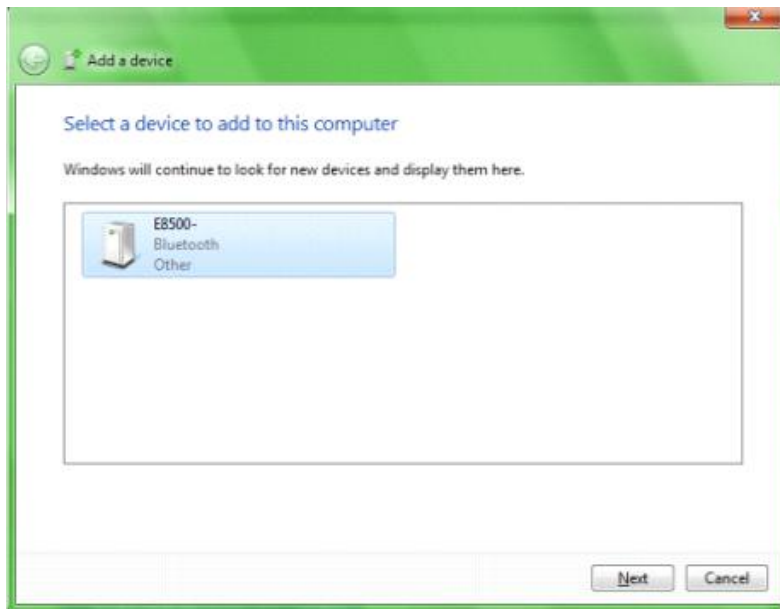 Add a device
Select a device to add to this computer
Windows will continue to look for new devices and display them here.
E8500-
Bluetooth
Other
Next
Cancel